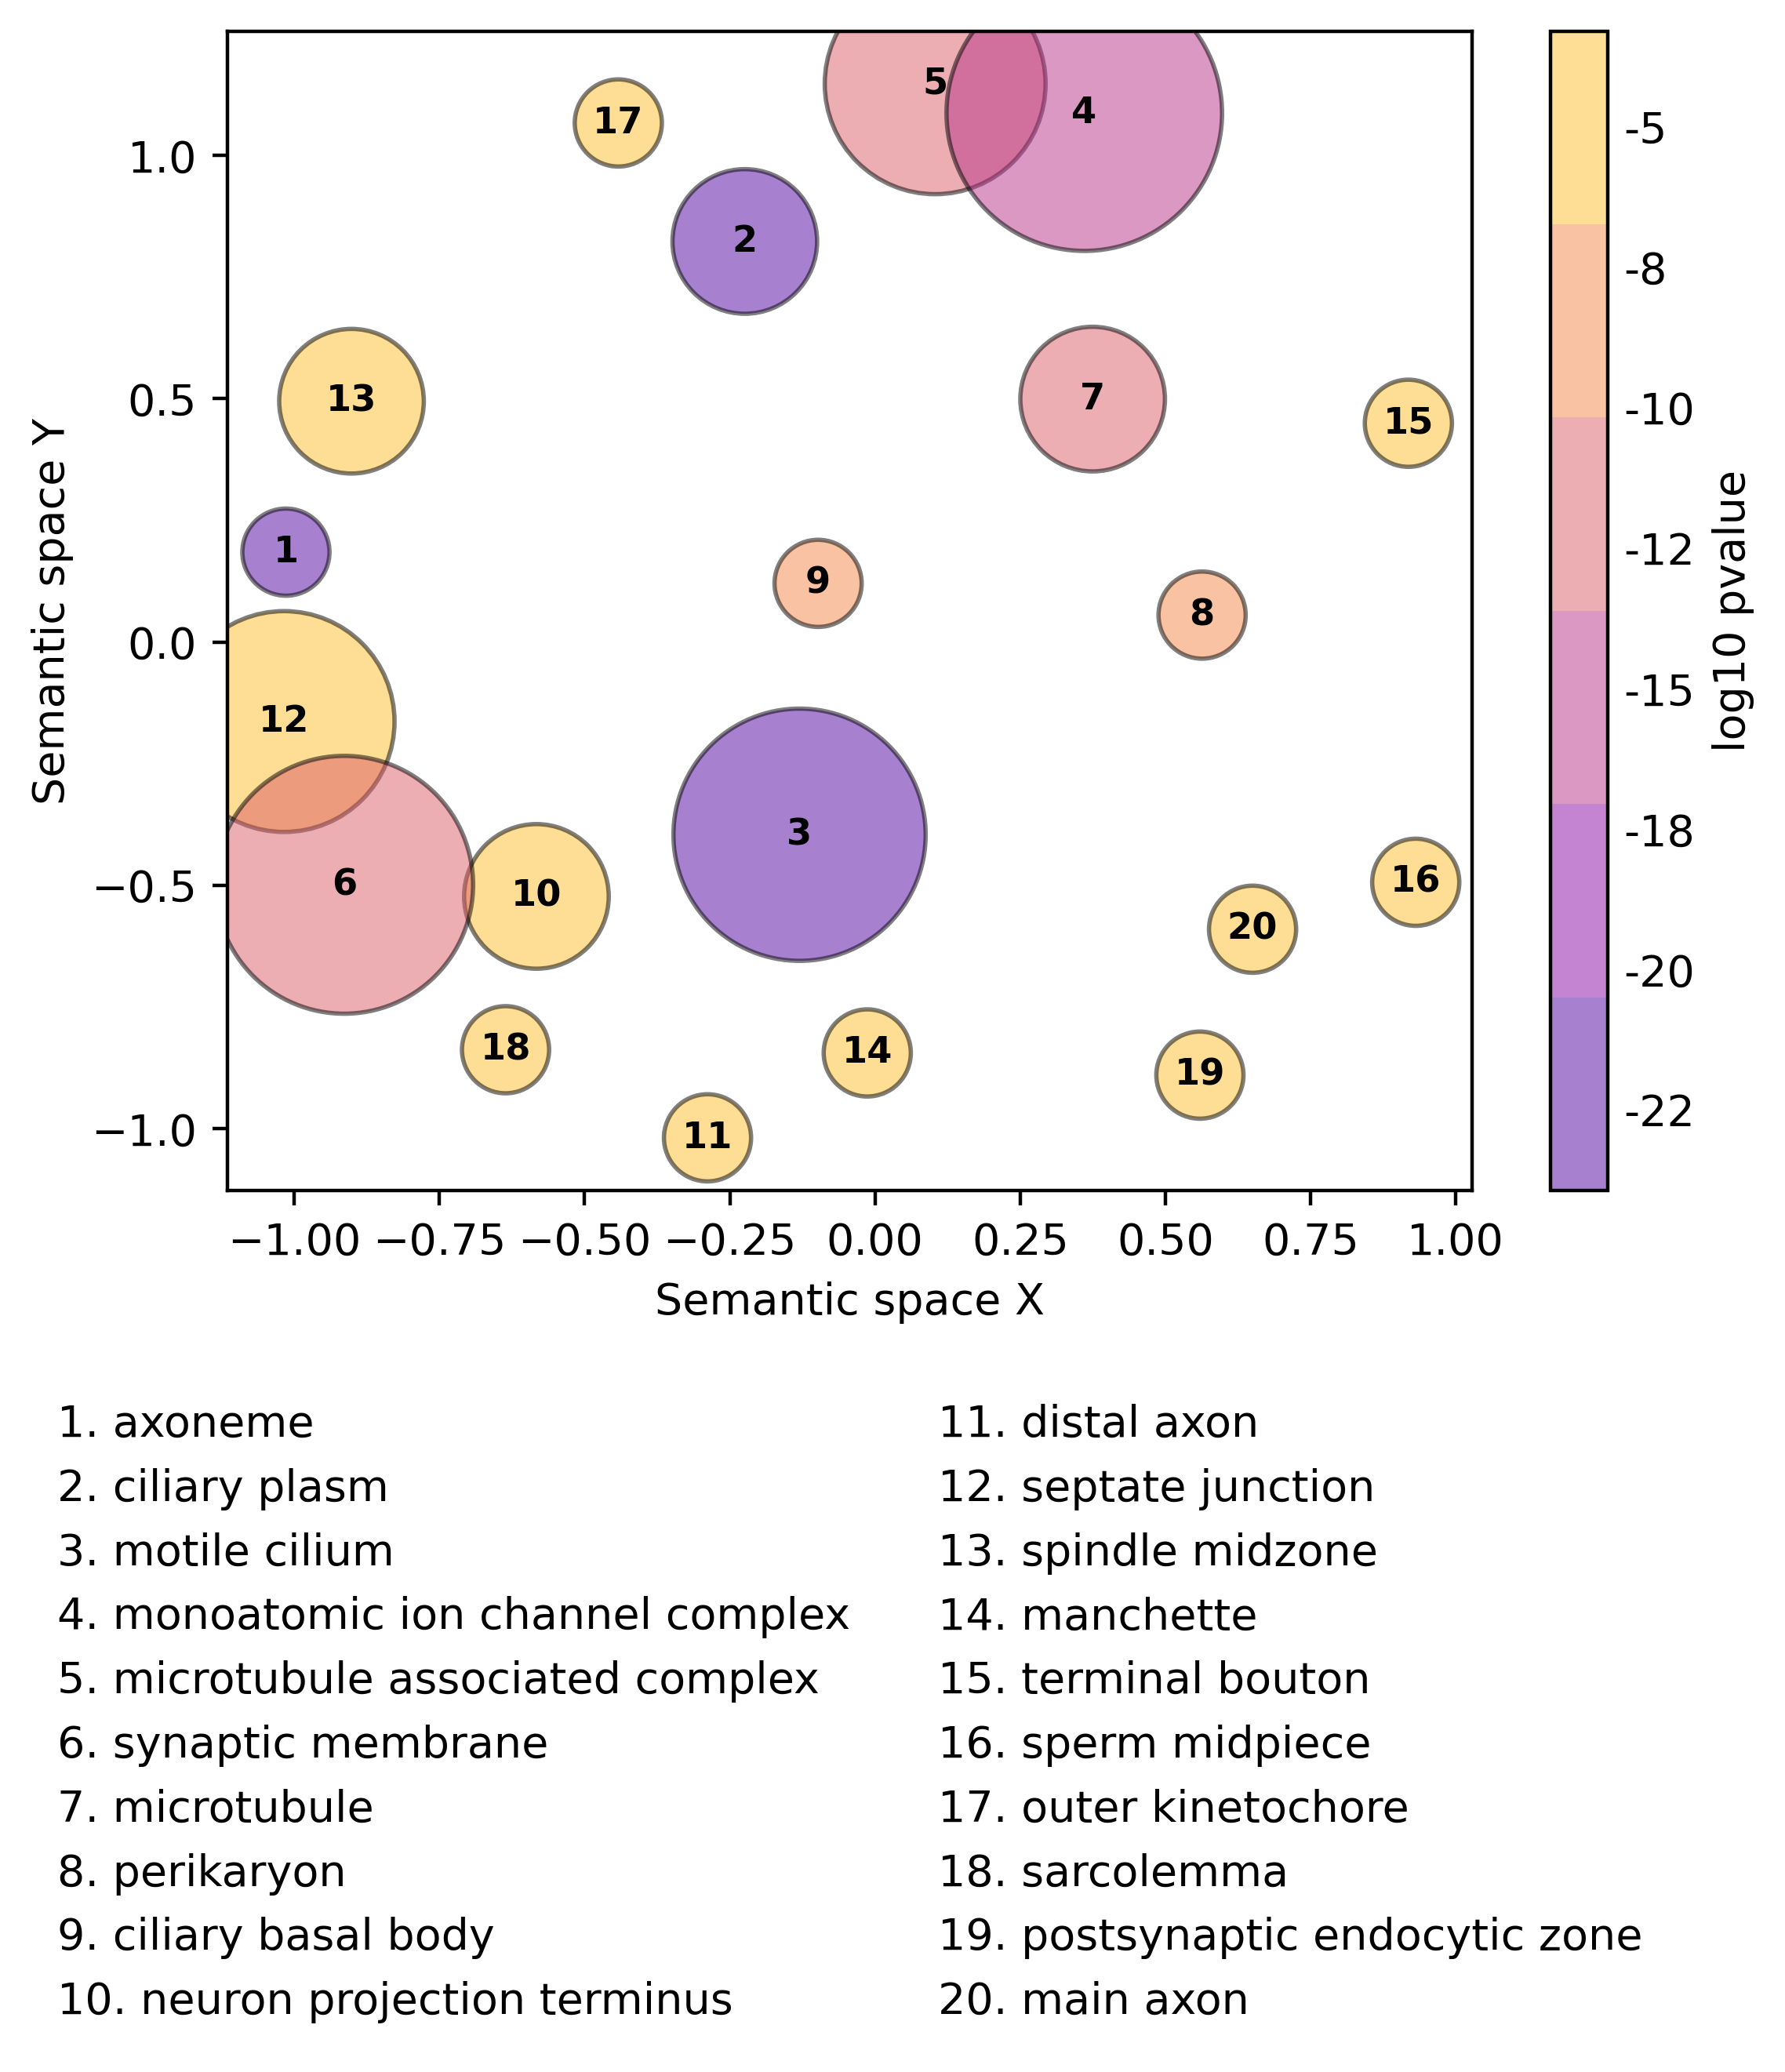 5
4
17
2
13
7
15
1
9
8
12
3
6
10
16
20
18
14
19
11
1.0
0.5
0.0
−0.5
−1.0
Semantic space Y
−1.00 −0.75 −0.50 −0.25 0.00 0.25 0.50 0.75 1.00
Semantic space X
-5
-8
-10
-12
-15
-18
-20
-22
log10 pvalue
1. axoneme
2. ciliary plasm
3. motile cilium
4. monoatomic ion channel complex
5. microtubule associated complex
6. synaptic membrane
7. microtubule
8. perikaryon
9. ciliary basal body
10. neuron projection terminus
11. distal axon
12. septate junction
13. spindle midzone
14. manchette
15. terminal bouton
16. sperm midpiece
17. outer kinetochore
18. sarcolemma
19. postsynaptic endocytic zone
20. main axon